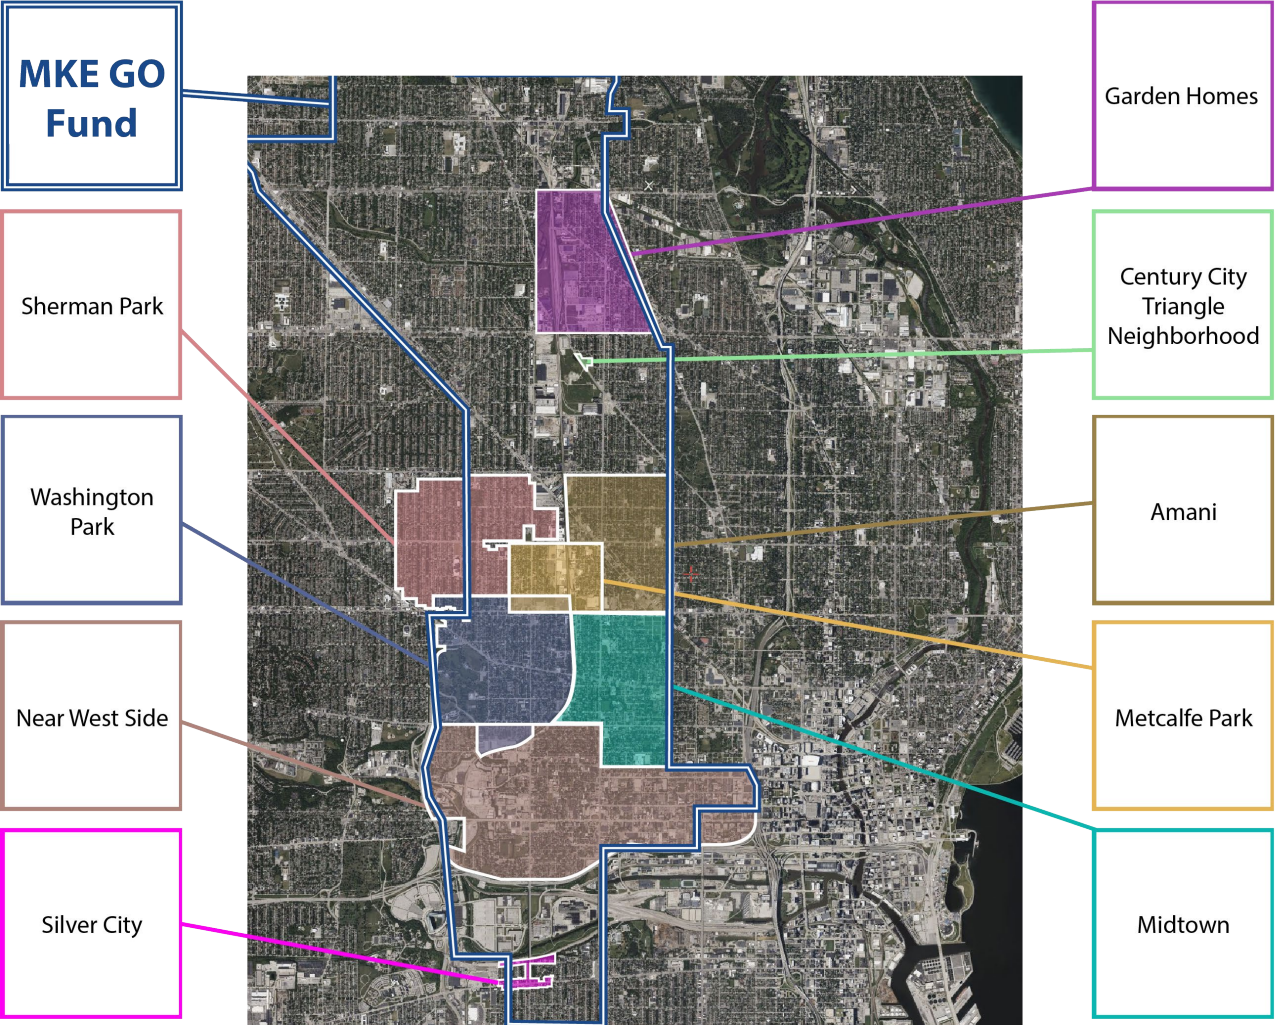 MKE GO
Fund
Garden Homes
Sherman Park
Century City
Triangle
Neighborhood
Washington
Park
Amani
Near West Side
Metcalfe Park
Silver City
Midtown